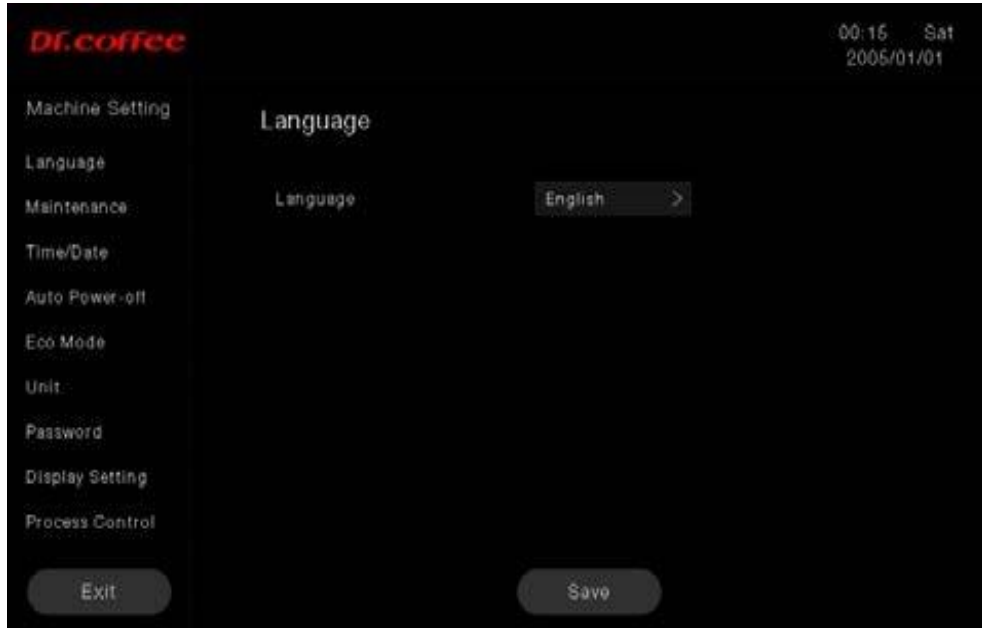 Dr.coffee
00:15 Sat
2005/01/01
Machine Setting
Language
Maintenance
Time/Date
Auto Power-off
Eco Mode
Unit
Password
Display Setting
Process Control
Exit
Language
Language English >
Save